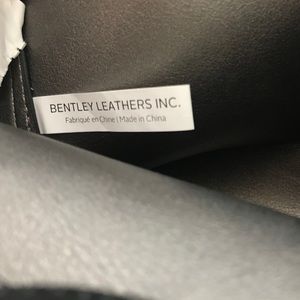 BENTLEY LEATHERS INC.
Fabriqué en Chine | Made in China